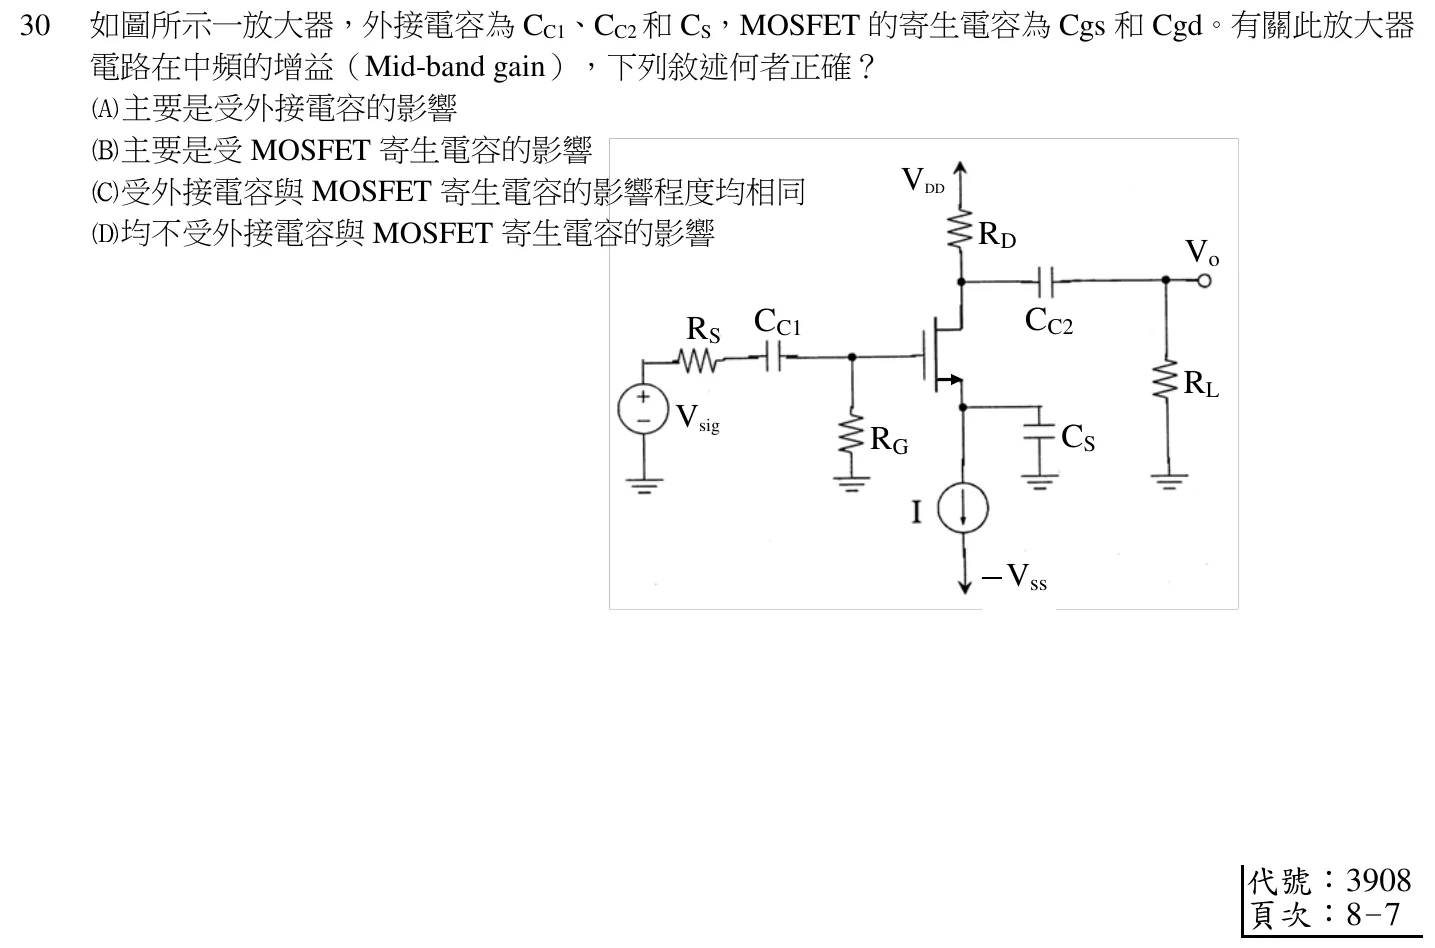 30 如圖所示一放大器，外接電容為 CC1、CC2 和 CS，MOSFET 的寄生電容為 Cgs 和 Cgd。有關此放大器
電路在中頻的增益（Mid-band gain），下列敘述何者正確？
(A)主要是受外接電容的影響
(B)主要是受 MOSFET 寄生電容的影響
(C)受外接電容與 MOSFET 寄生電容的影響程度均相同
(D)均不受外接電容與 MOSFET 寄生電容的影響
VDD
RD
Vo
RS
CC1
CC2
RL
+
−
Vsig
RG
CS
I
−Vss
代號：3908
頁次：8−7